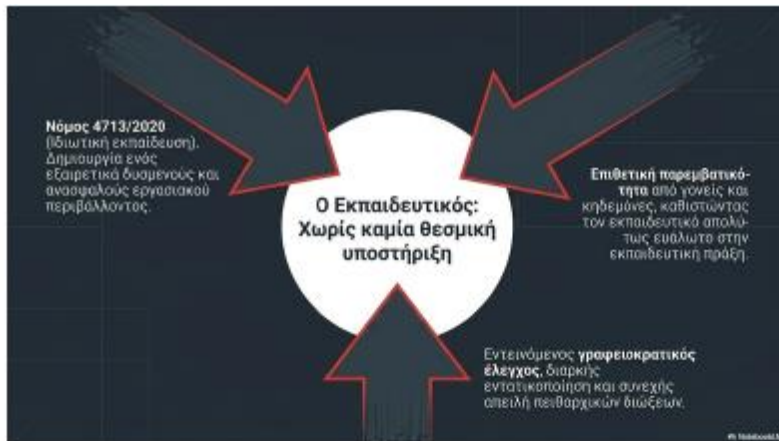 Νόμος 4713/2020
(Ιδιωτική εκπαίδευση).
Δημιουργία ενός
εξαιρετικά δυσμενούς και
ανασφαλούς εργασιακού
περιβάλλοντος.
Ο Εκπαιδευτικός:
Χωρίς καμία θεσμική
υποστήριξη
Επιθετική παρεμβατικό-
τητα από γονείς και
κηδεμόνες, καθιστώντας
τον εκπαιδευτικό απολύ-
τως ευάλωτο στην
εκπαιδευτική πράξη.
Εντεινόμενος γραφειοκρατικός
έλεγχος, διαρκής
εντατικοποίηση και συνεχής
απειλή πειθαρχικών διώξεων.